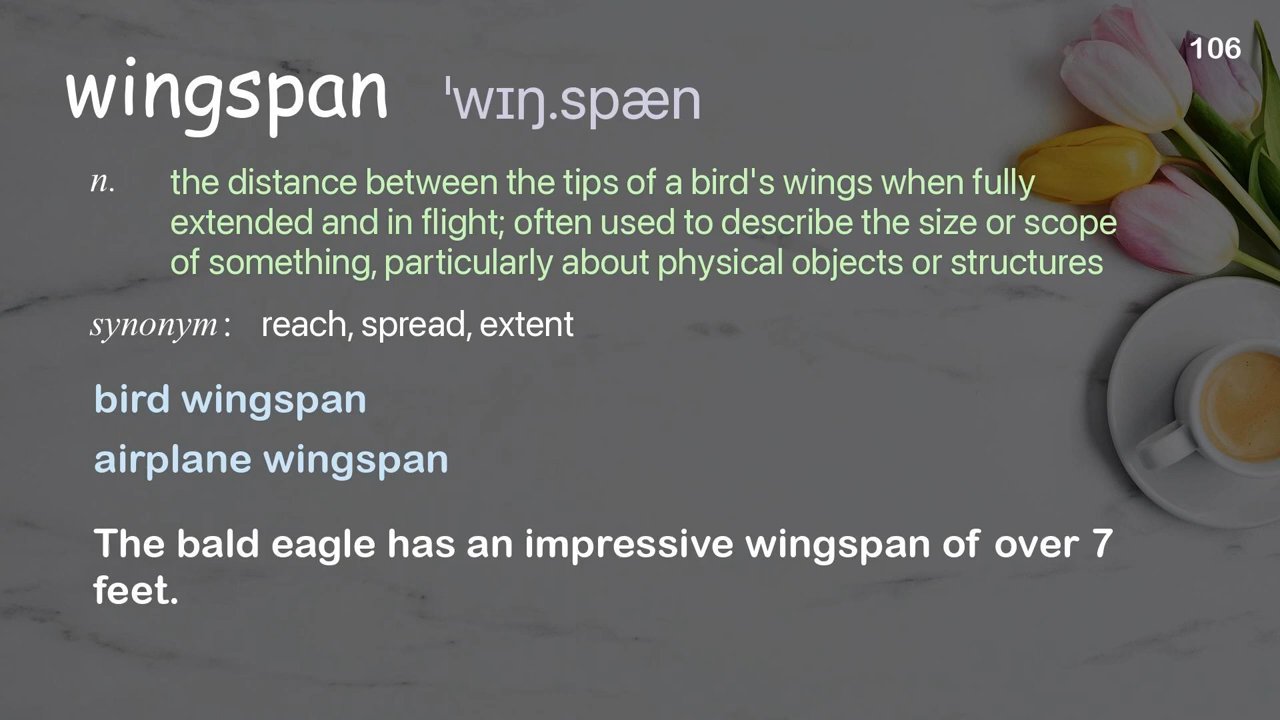 106
wingspan ˈwɪŋ.spæn
n. the distance between the tips of a bird's wings when fully
extended and in flight; often used to describe the size or scope
of something, particularly about physical objects or structures
synonym: reach, spread, extent
bird wingspan
airplane wingspan
The bald eagle has an impressive wingspan of over 7
feet.